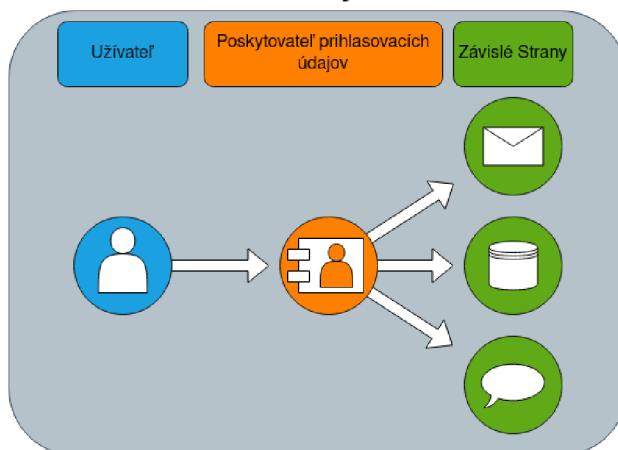 Užívateľ
Poskytovateľ prihlasovacích
údajov
Závislé Strany